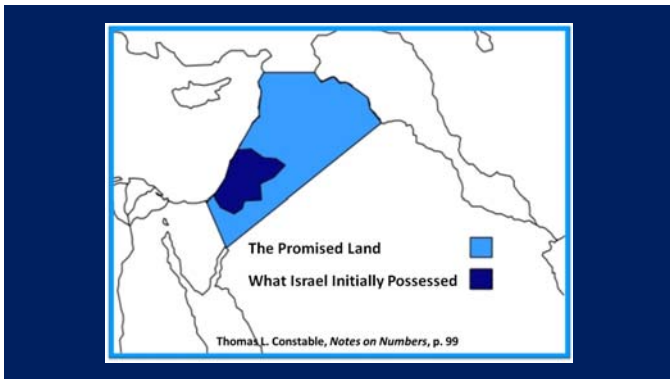 The Promised Land
What Israel Initially Possessed
Thomas L. Constable, Notes on Numbers, p. 99